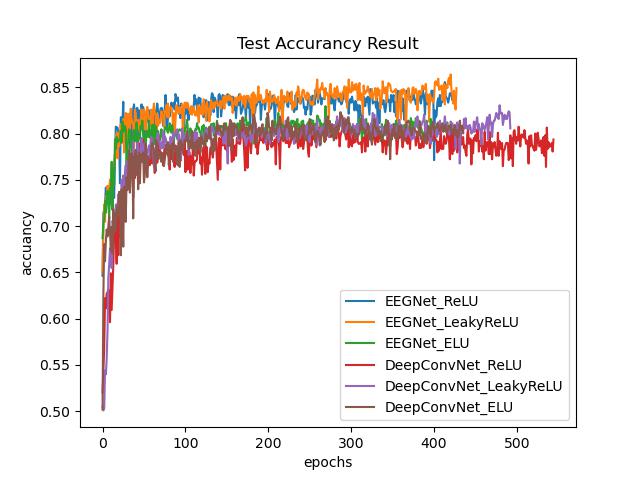 Test Accurancy Result
accuancy
0.85
0.80
0.75
0.70
0.65
0.60
0.55
0.50
EEGNet_ReLU
EEGNet_LeakyReLU
EEGNet_ELU
DeepConvNet_ReLU
DeepConvNet_LeakyReLU
DeepConvNet_ELU
0 100 200 300 400 500
epochs